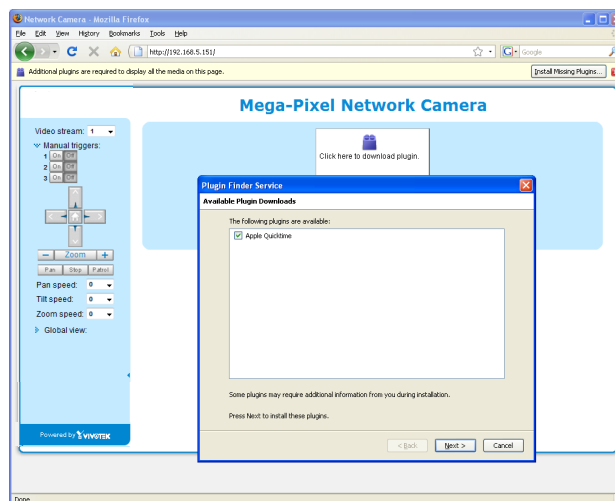 Network Camera - Mozilla Firefox
File Edit View History Bookmarks Tools Help
http://192.168.5.151/
Google
Additional plugins are required to display all the media on this page.
Install Missing Plugins...
Mega-Pixel Network Camera
Video stream: 1
Manual triggers:
1 On Off
2 On Off
3 On Off
Click here to download plugin.
Zoom
Pan Stop Patrol
Pan speed: 0
Tilt speed: 0
Zoom speed: 0
Global view:
Powered by VIVOTEK
Plugin Finder Service
Available Plugin Downloads
The following plugins are available:
Apple Quicktime
Some plugins may require additional information from you during installation.
Press Next to install these plugins.
< Back Next > Cancel
Done